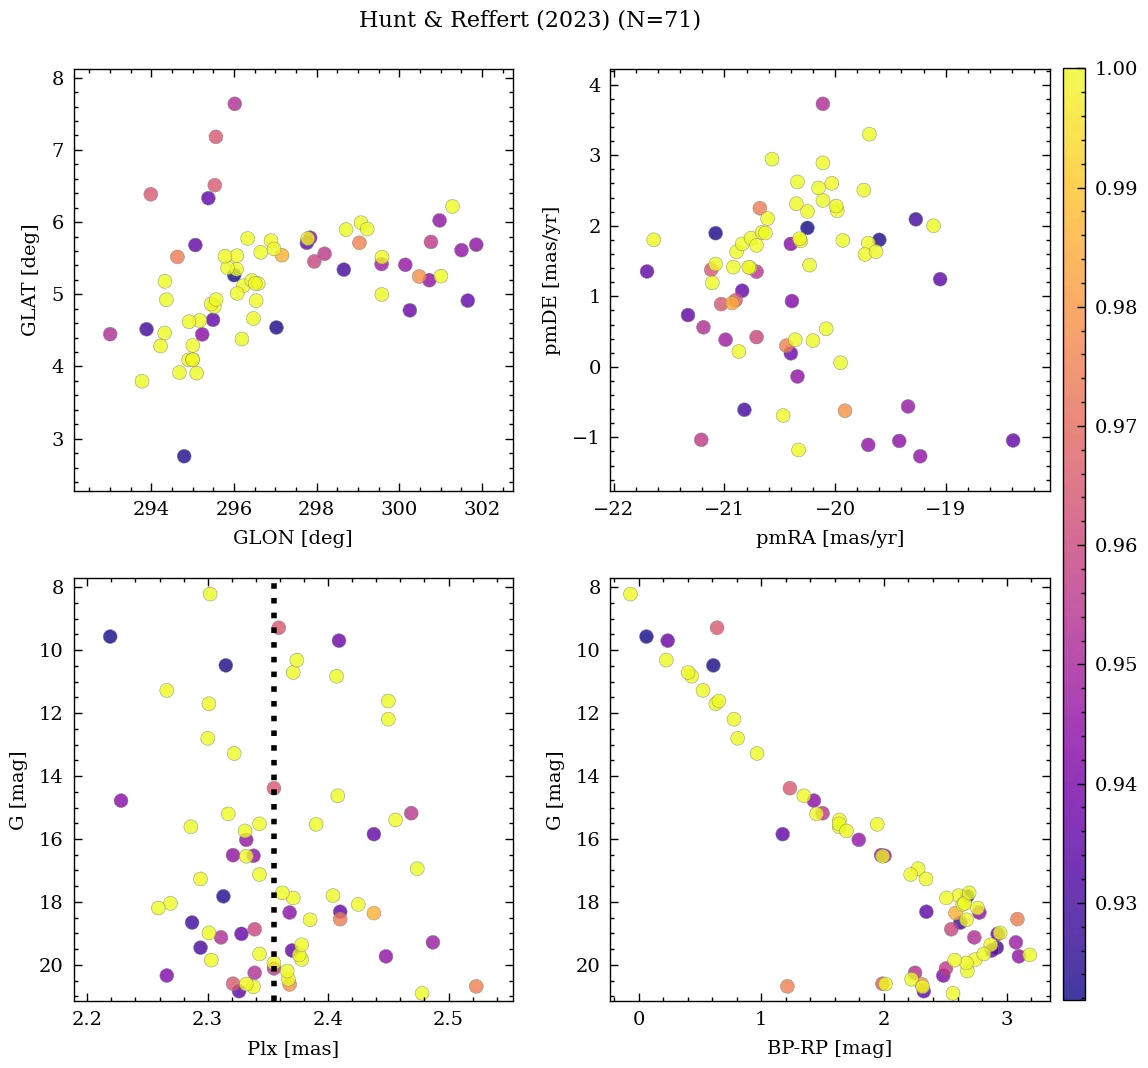 Hunt & Reffert (2023) (N=71)
8
7
6
5
4
3
GLAT [deg]
294 296 298 300 302
GLON [deg]
4
3
2
1
0
−1
pmDE [mas/yr]
−22 −21 −20 −19
pmRA [mas/yr]
1.00
0.99
0.98
0.97
0.96
0.95
0.94
0.93
8
10
12
14
16
18
20
G [mag]
2.2 2.3 2.4 2.5
Plx [mas]
8
10
12
14
16
18
20
G [mag]
0 1 2 3
BP-RP [mag]